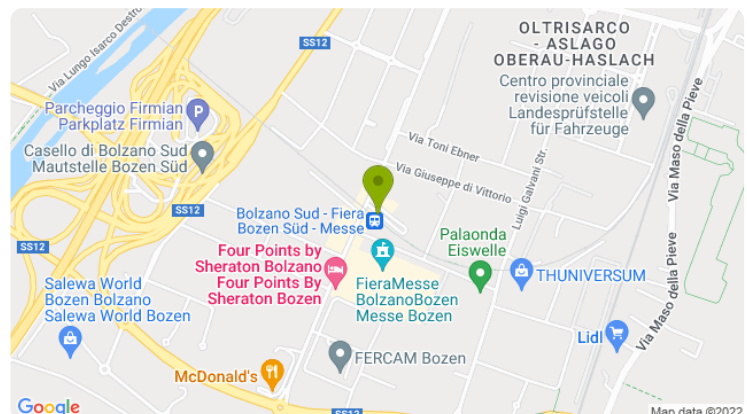 OLTRISARCO
- ASLAGO
OBERAU-HASLACH
SS12
Via Lungo Isarco Destro
Centro provinciale
revisione veicoli
Landesprüfstelle
für Fahrzeuge
Parcheggio Firmian
Parkplatz Firmian
P
Casello di Bolzano Sud
Mautstelle Bozen Süd
Via Toni Ebner
Via Giuseppe di Vittorio
Luigi Galvani Str.
Via Maso della Pieve
SS12
Bolzano Sud - Fiera
Bozen Süd - Messe
SS12
Four Points by
Sheraton Bolzano
Four Points By
Sheraton Bozen
FieraMesse
BolzanoBozen
Messe Bozen
Palaonda
Eiswelle
THUNIVERSUM
Via Maso della Pieve
Salewa World
Bozen Bolzano
Salewa World Bozen
Lidl
FERCAM Bozen
McDonald's
Google
SS12
Map data ©2022